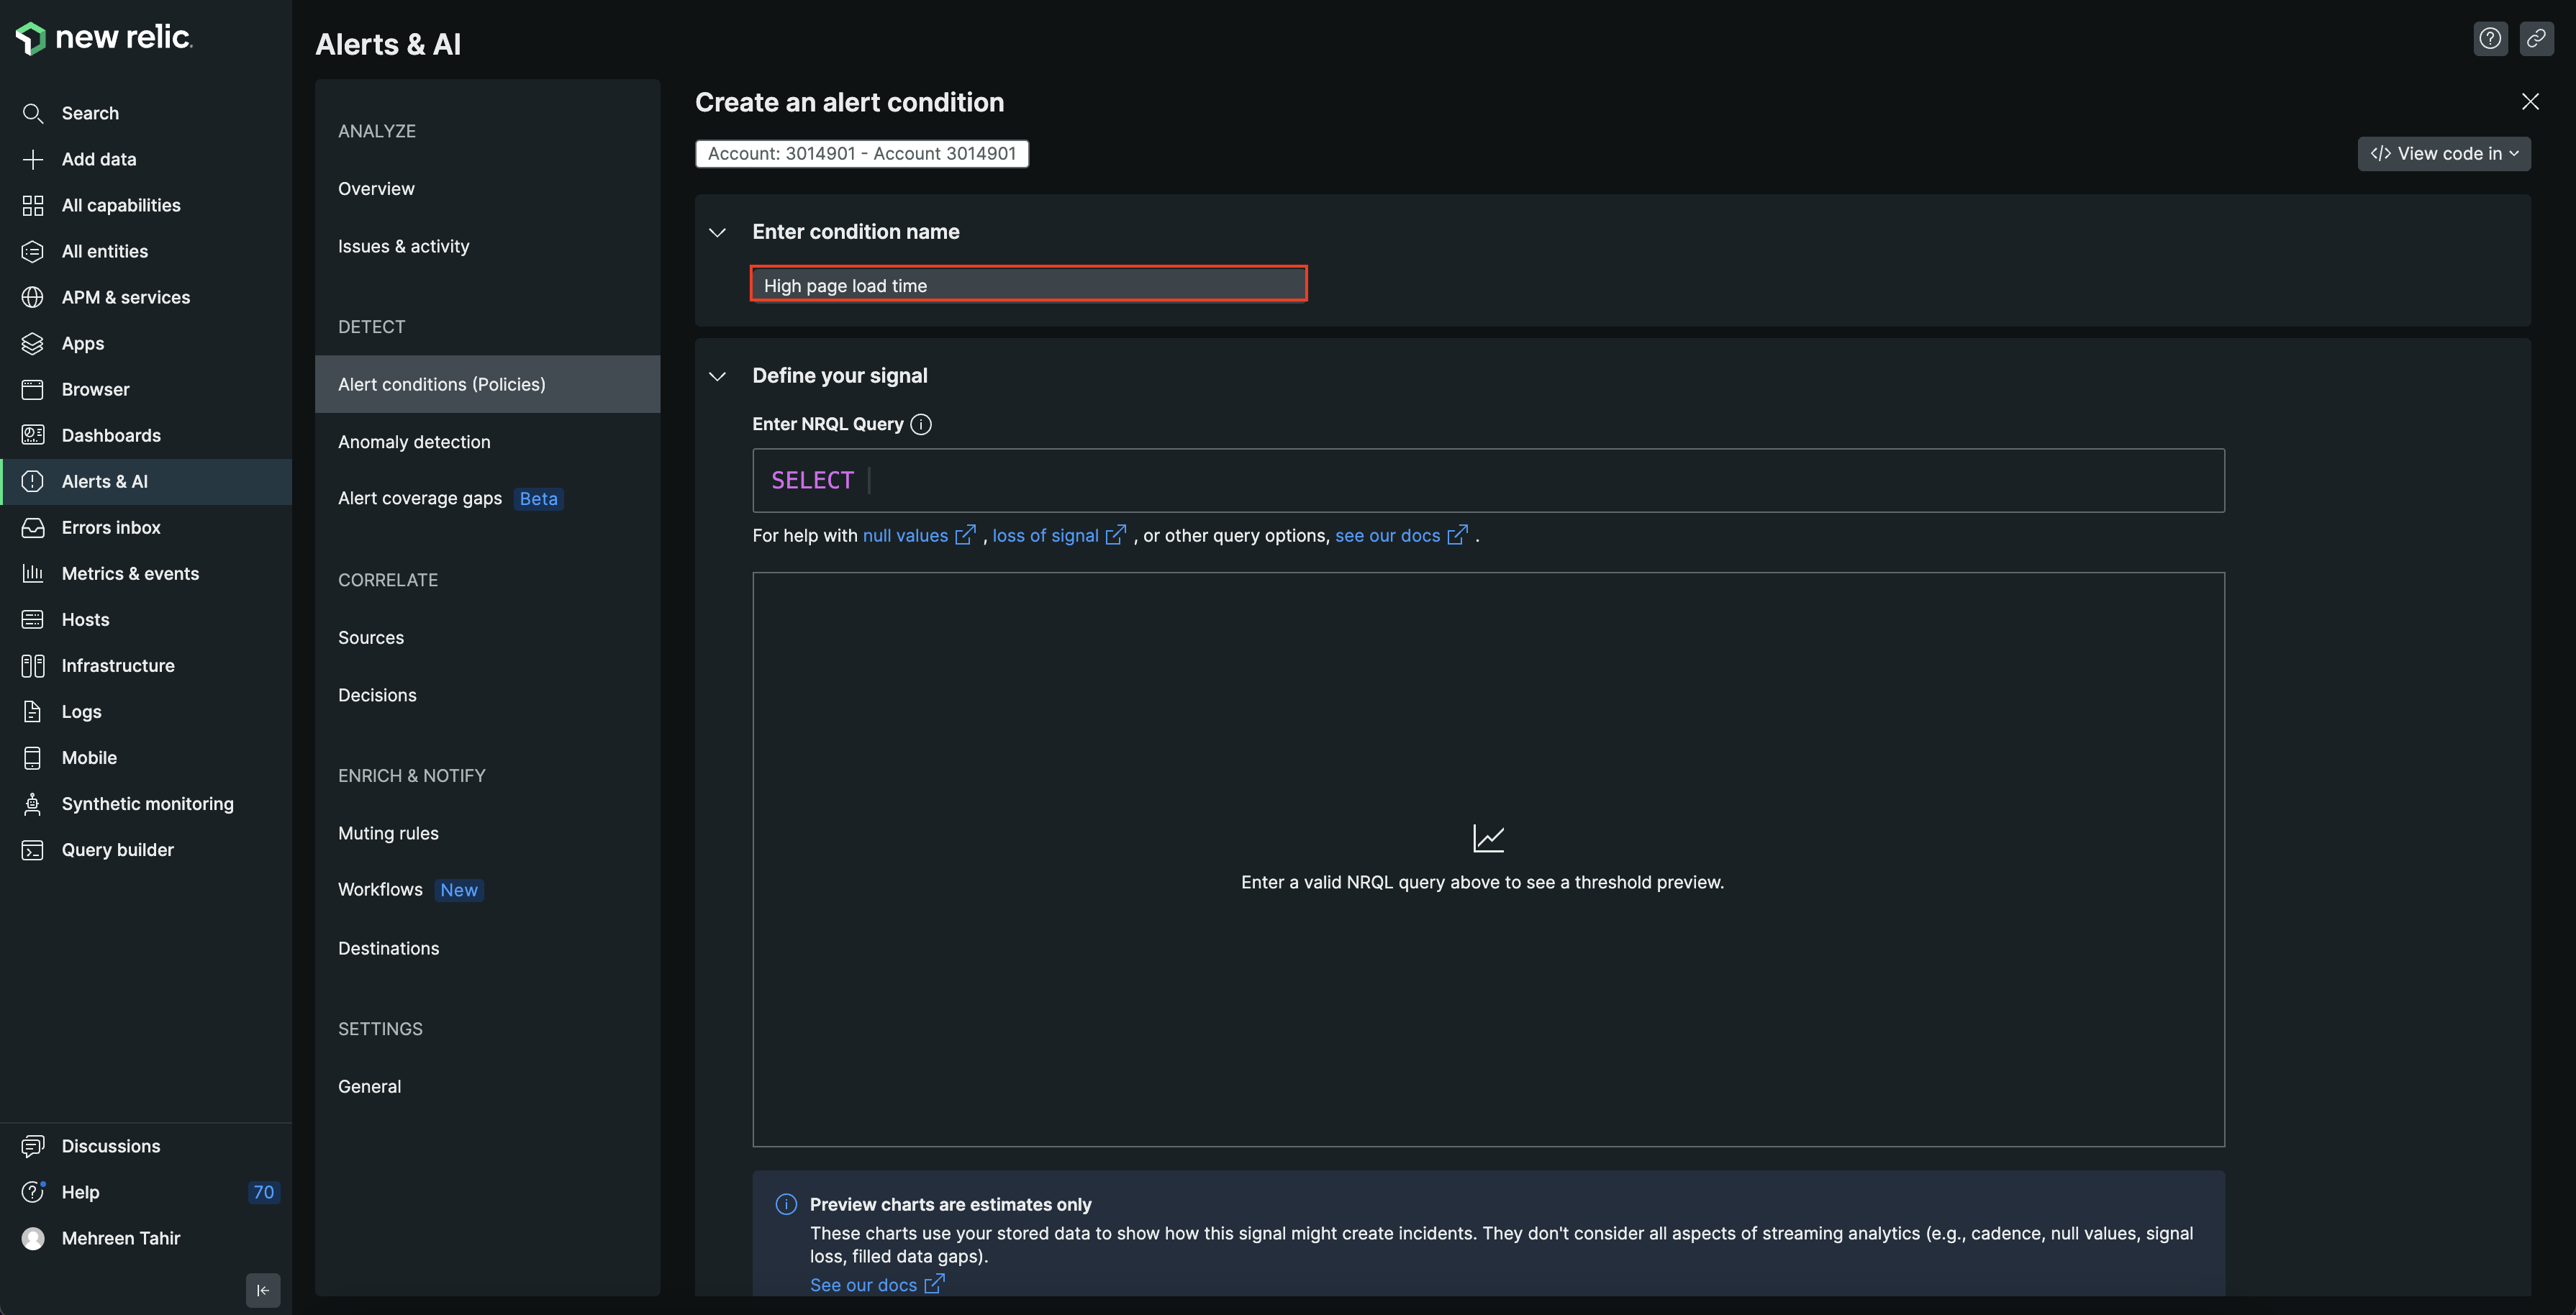 new relic.
Search
Add data
All capabilities
All entities
APM & services
Apps
Browser
Dashboards
Alerts & AI
Errors inbox
Metrics & events
Hosts
Infrastructure
Logs
Mobile
Synthetic monitoring
Query builder
Discussions
Help 70
Mehreen Tahir
Alerts & AI
ANALYZE
Overview
Issues & activity
DETECT
Alert conditions (Policies)
Anomaly detection
Alert coverage gaps Beta
CORRELATE
Sources
Decisions
ENRICH & NOTIFY
Muting rules
Workflows New
Destinations
SETTINGS
General
Create an alert condition
Account: 3014901 - Account 3014901
</> View code in
Enter condition name
High page load time
Define your signal
Enter NRQL Query
SELECT
For help with null values , loss of signal , or other query options, see our docs .
Enter a valid NRQL query above to see a threshold preview.
Preview charts are estimates only
These charts use your stored data to show how this signal might create incidents. They don't consider all aspects of streaming analytics (e.g., cadence, null values, signal
loss, filled data gaps).
See our docs